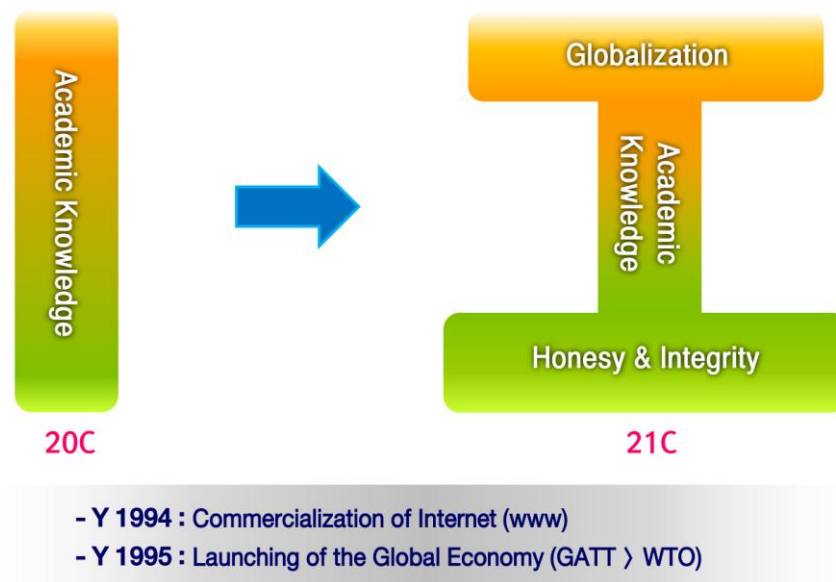 Academic Knowledge
20C
Globalization
Academic
Knowledge
Honesy & Integrity
21C
- Y 1994 : Commercialization of Internet (www)
- Y 1995 : Launching of the Global Economy (GATT 〉 WTO)